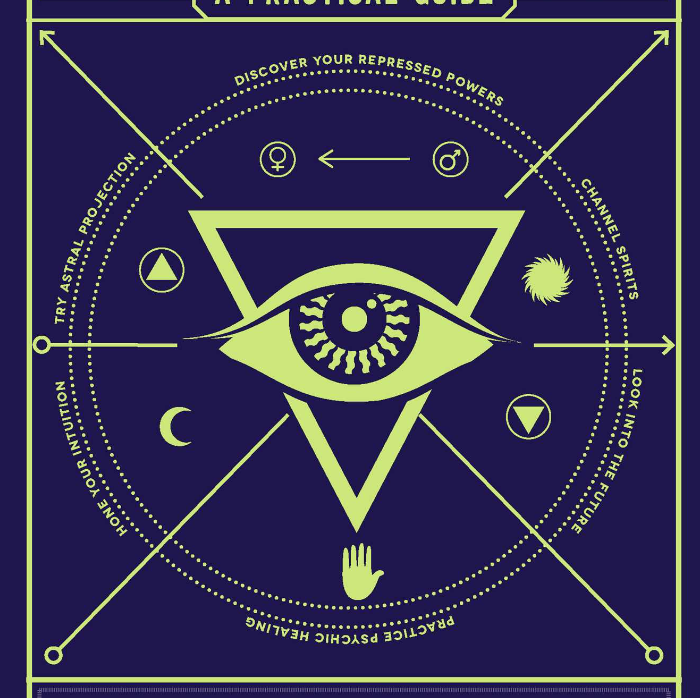 A PRACTICAL GUIDE
DISCOVER YOUR REPRESSED POWERS
CHANNEL SPIRITS
LOOK INTO THE FUTURE
PRACTICE PSYCHIC HEALING
HONE YOUR INTUITION
TRY ASTRAL PROJECTION